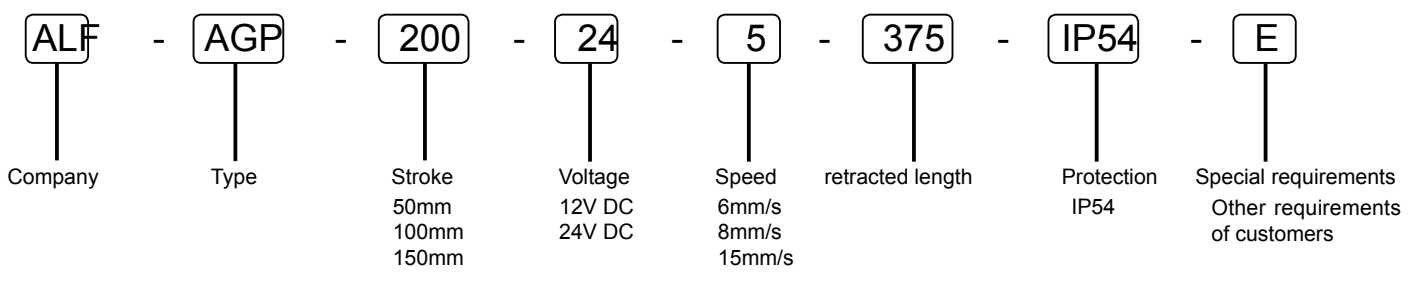 ALF - AGP - 200 - 24 - 5 - 375 - IP54 - E
Company Type Stroke Voltage Speed retracted length Protection Special requirements
50mm 12V DC 6mm/s IP54 Other requirements
100mm 24V DC 8mm/s of customers
150mm 15mm/s